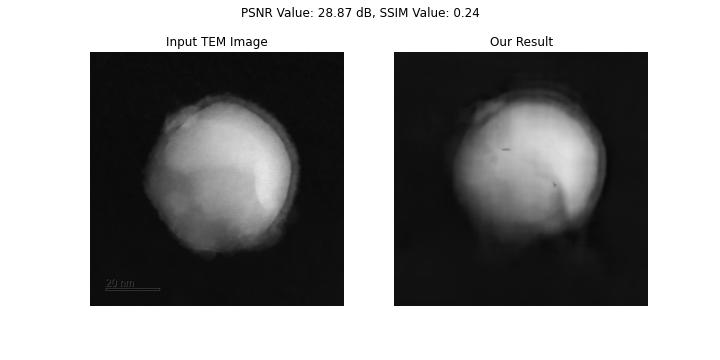 PSNR Value: 28.87 dB, SSIM Value: 0.24
Input TEM Image
Our Result
20 nm